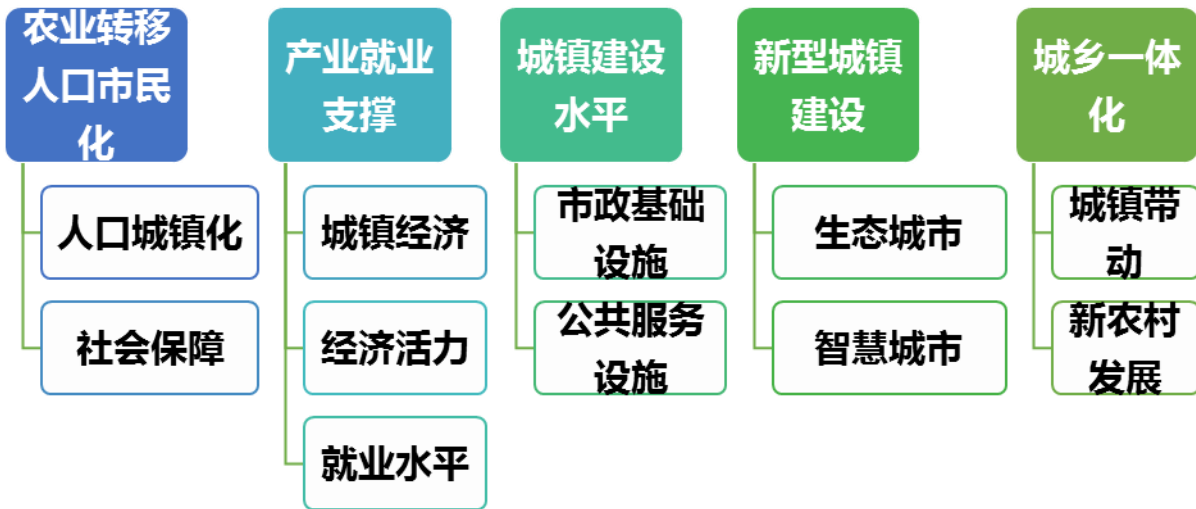 农业转移
人口市民
化
人口城镇化
社会保障
产业就业
支撑
城镇经济
经济活力
就业水平
城镇建设
水平
市政基础
设施
公共服务
设施
新型城镇
建设
生态城市
智慧城市
城乡一体
化
城镇带
动
新农村
发展